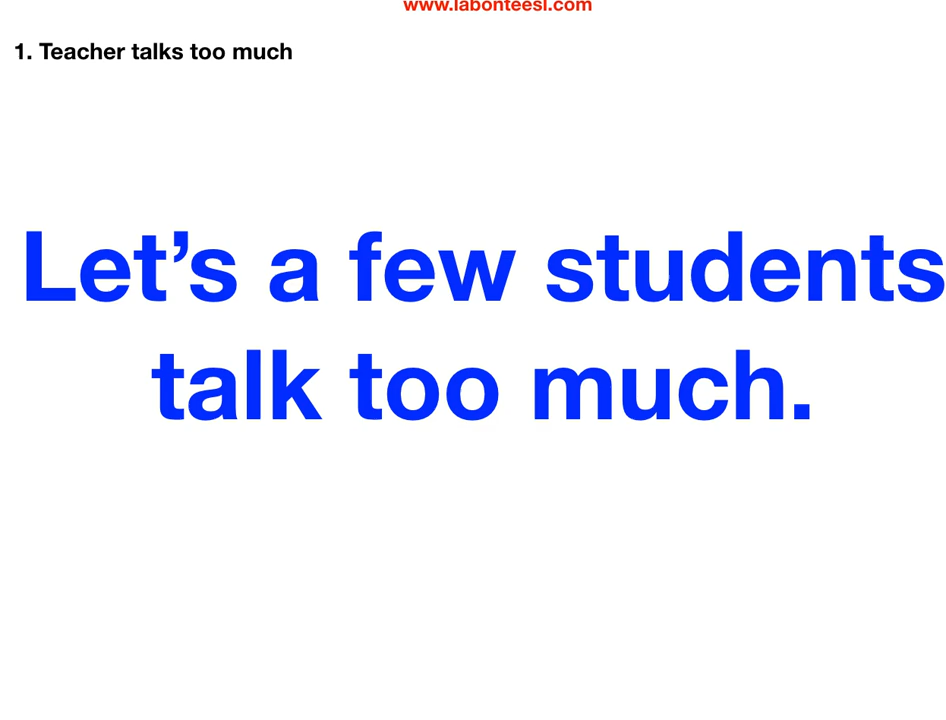 www.labonteesl.com
1. Teacher talks too much
Let’s a few students
talk too much.